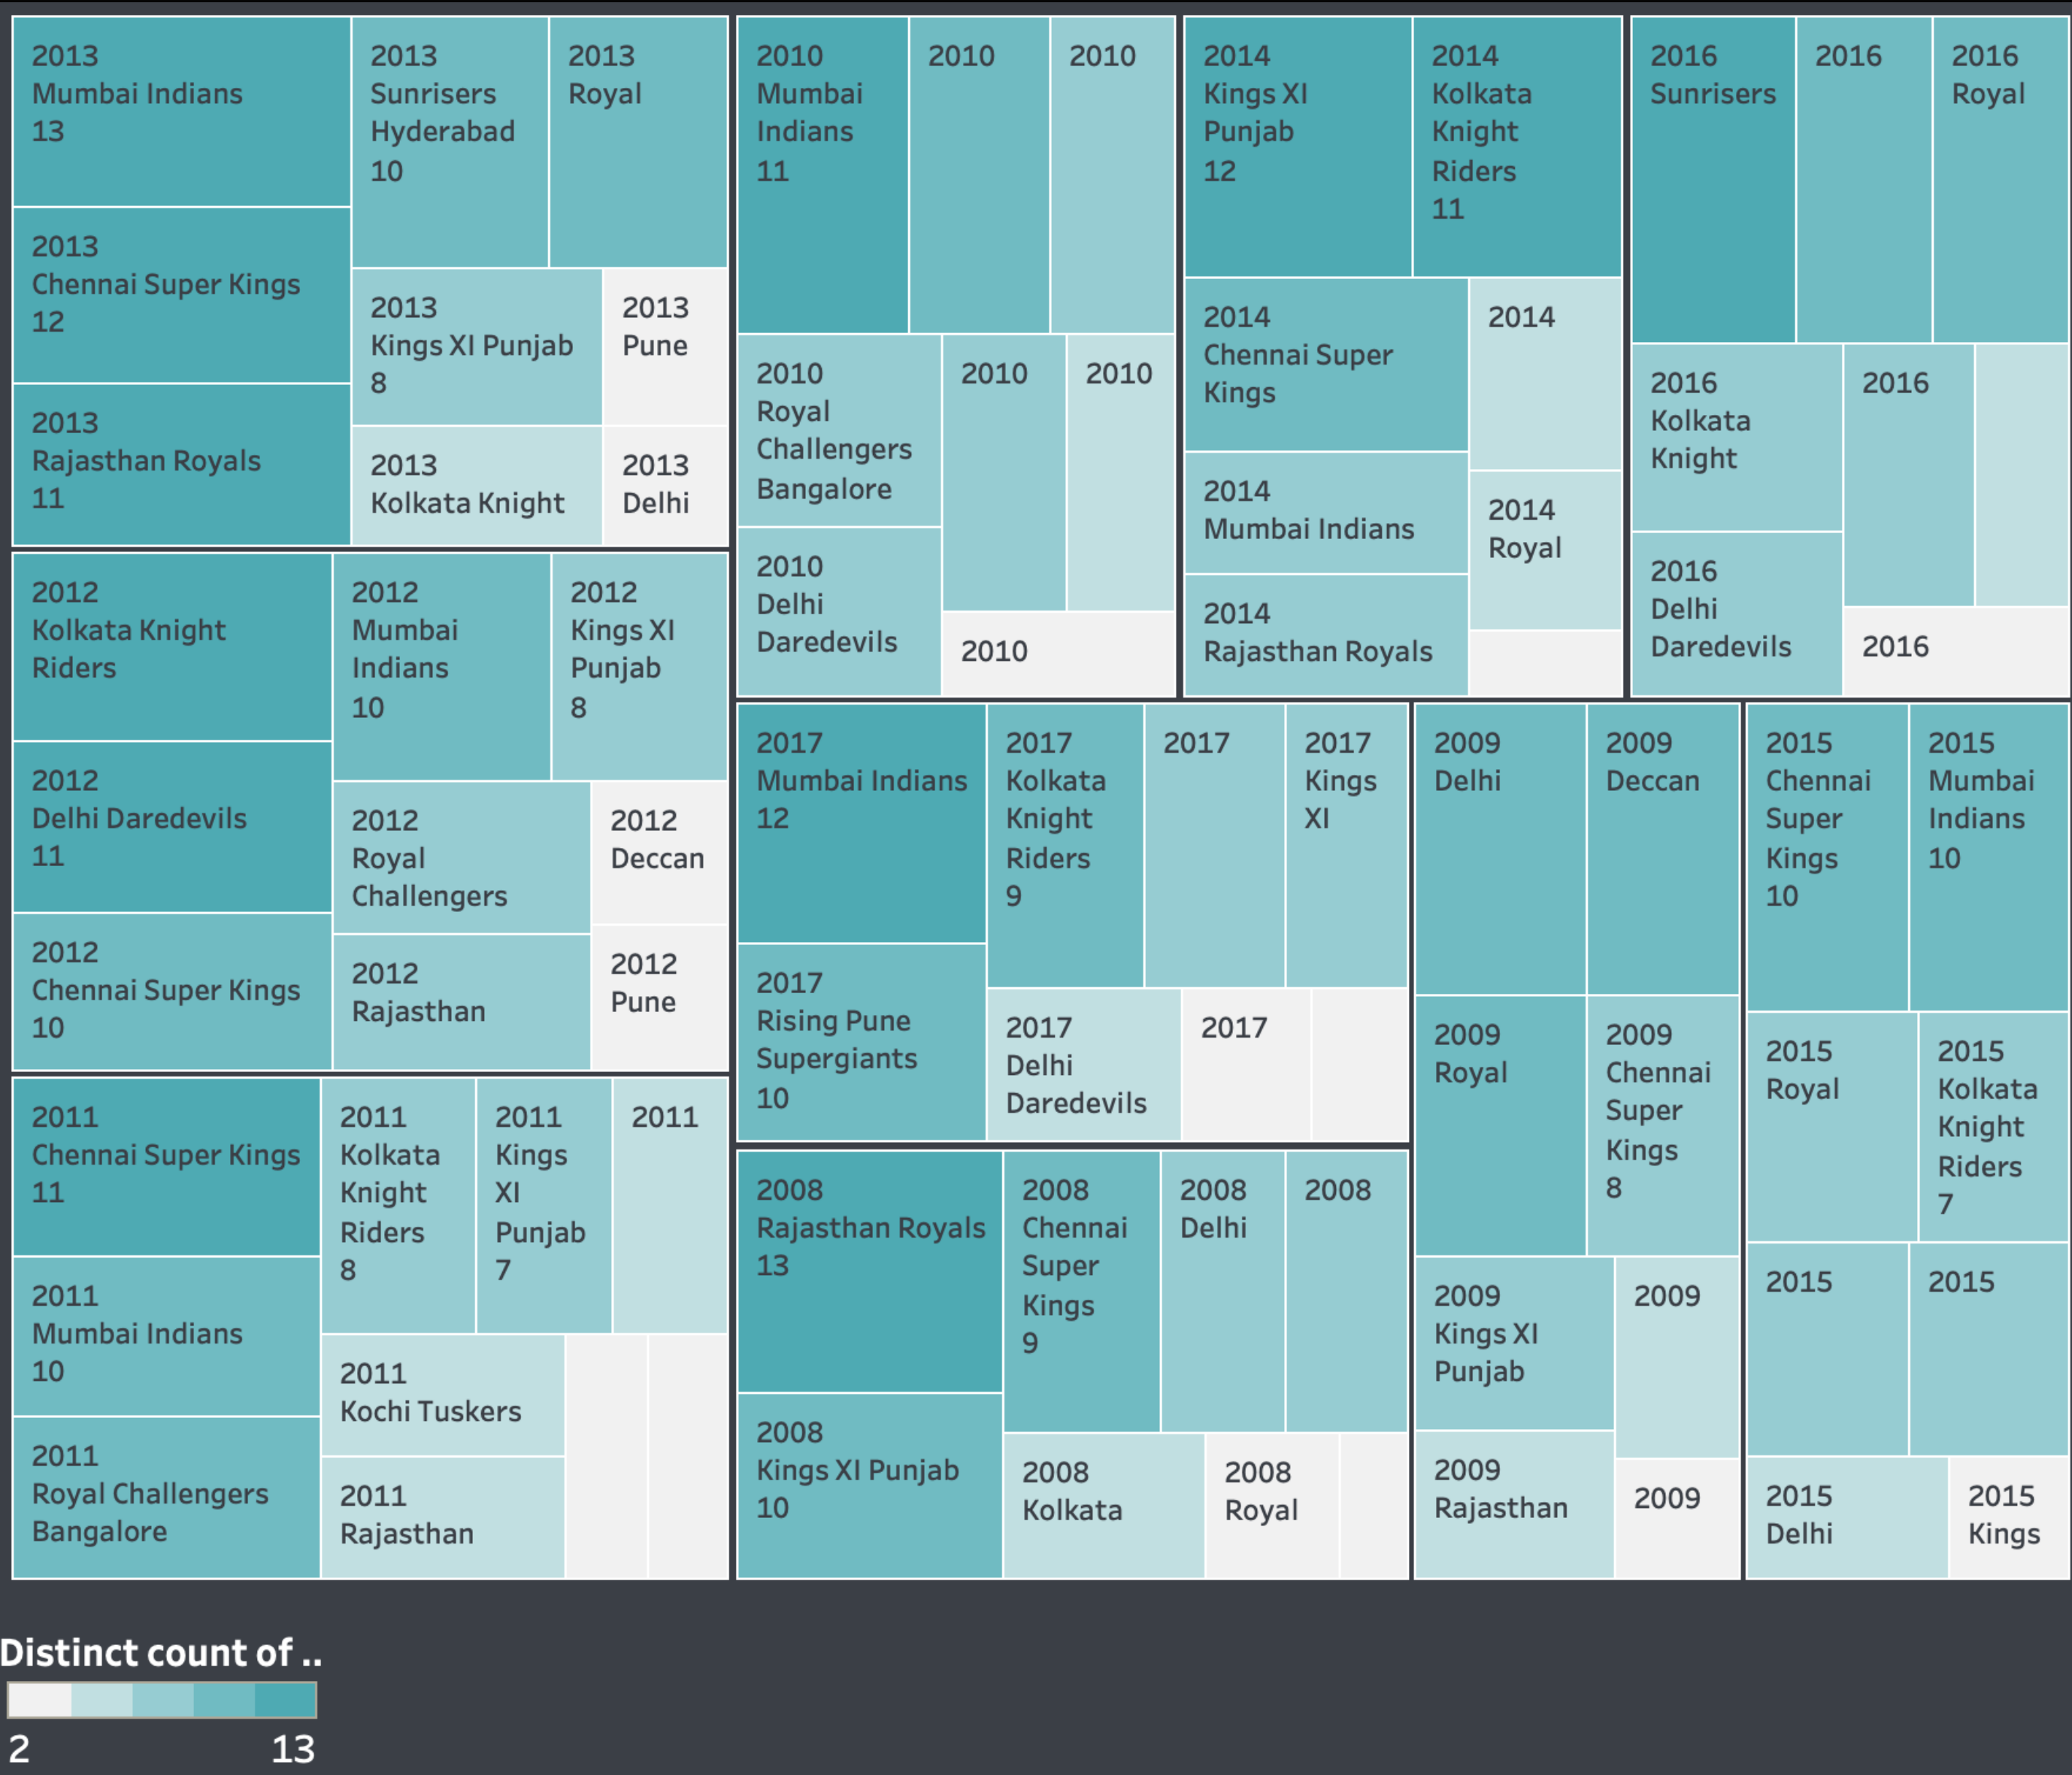 2013
Mumbai Indians
13
2013
Chennai Super Kings
12
2013
Rajasthan Royals
11
2013
Sunrisers
Hyderabad
10
2013
Royal
2013
Kings XI Punjab
8
2013
Pune
2013
Kolkata Knight
2013
Delhi
2012
Kolkata Knight
Riders
2012
Delhi Daredevils
11
2012
Chennai Super Kings
10
2012
Mumbai
Indians
10
2012
Kings XI
Punjab
8
2012
Royal
Challengers
2012
Deccan
2012
Rajasthan
2012
Pune
2011
Chennai Super Kings
11
2011
Mumbai Indians
10
2011
Royal Challengers
Bangalore
2011
Kolkata
Knight
Riders
8
2011
Kings
XI
Punjab
7
2011
2011
Kochi Tuskers
2011
Rajasthan
2010
Mumbai
Indians
11
2010
2010
2010
Royal
Challengers
Bangalore
2010
Delhi
Daredevils
2010
2010
2010
2014
Kings XI
Punjab
12
2014
Kolkata
Knight
Riders
11
2014
Chennai Super
Kings
2014
Mumbai Indians
2014
Rajasthan Royals
2014
2014
Royal
2016
Sunrisers
2016
2016
Royal
2016
Kolkata
Knight
2016
Delhi
Daredevils
2016
2016
2017
Mumbai Indians
12
2017
Rising Pune
Supergiants
10
2017
Kolkata
Knight
Riders
9
2017
2017
Kings
XI
2017
Delhi
Daredevils
2017
2008
Rajasthan Royals
13
2008
Kings XI Punjab
10
2008
Chennai
Super
Kings
9
2008
Delhi
2008
2008
Kolkata
2008
Royal
2009
Delhi
2009
Deccan
2009
Royal
2009
Chennai
Super
Kings
8
2009
Kings XI
Punjab
2009
2009
Rajasthan
2009
2015
Chennai
Super
Kings
10
2015
Mumbai
Indians
10
2015
Royal
2015
Kolkata
Knight
Riders
7
2015
2015
2015
Delhi
2015
Kings
Distinct count of ..
2 13